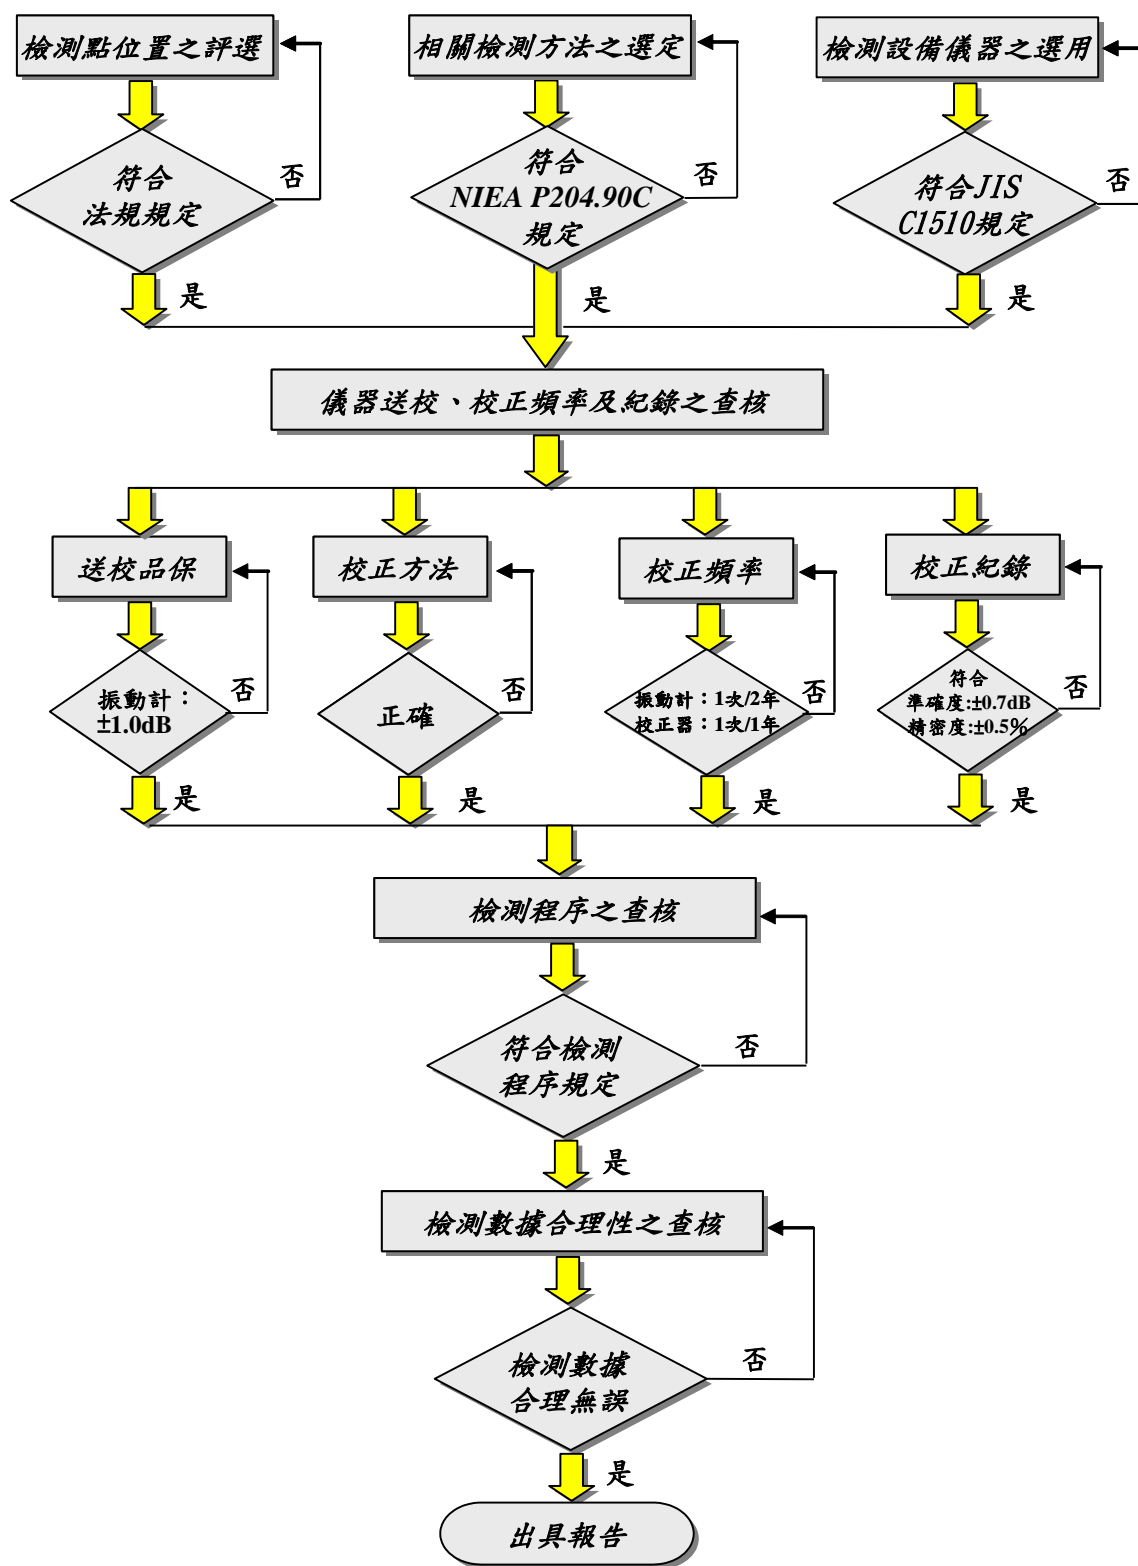 檢測點位置之評選
相關檢測方法之選定
檢測設備儀器之選用
符合
法規規定
否
符合
NIEA P204.90C
規定
否
符合JIS
C1510規定
否
是
是
是
儀器送校、校正頻率及紀錄之查核
送校品保
校正方法
校正頻率
校正紀錄
振動計：
±1.0dB
否
正確
否
振動計：1次/2年
校正器：1次/1年
否
符合
準確度:±0.7dB
精密度:±0.5%
否
是
是
是
是
檢測程序之查核
符合檢測
程序規定
否
是
檢測數據合理性之查核
檢測數據
合理無誤
否
是
出具報告